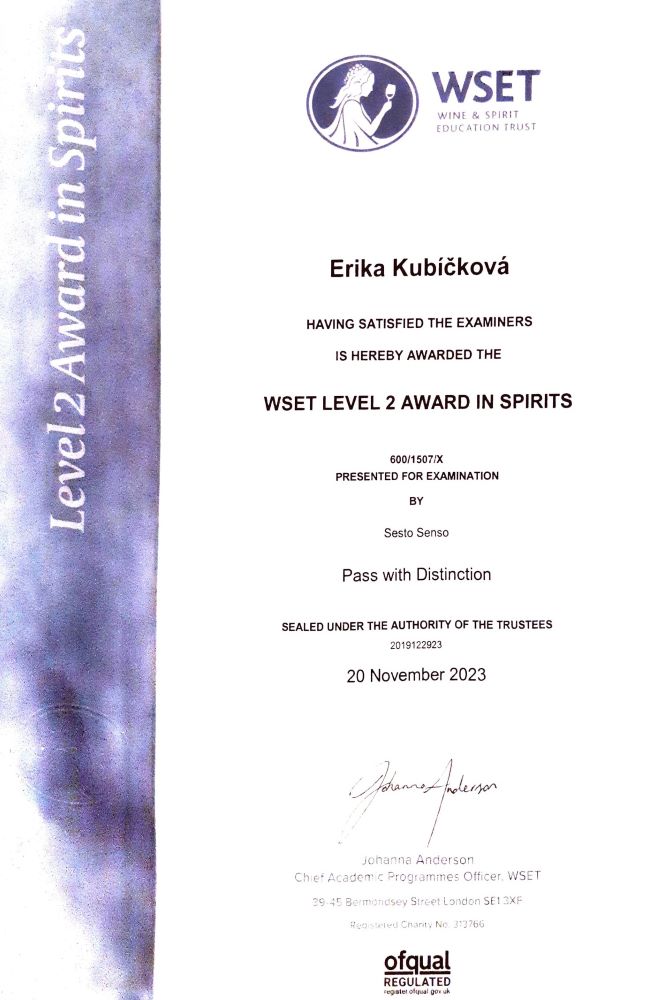 Level 2 Award in Spirits
WSET
WINE & SPIRIT
EDUCATION TRUST
Erika Kubíčková
HAVING SATISFIED THE EXAMINERS
IS HEREBY AWARDED THE
WSET LEVEL 2 AWARD IN SPIRITS
600/1507/X
PRESENTED FOR EXAMINATION
BY
Sesto Senso
Pass with Distinction
SEALED UNDER THE AUTHORITY OF THE TRUSTEES
2019122923
20 November 2023
Johanna Anderson
Johanna Anderson
Chief Academic Programmes Officer, WSET
39-45 Bermondsey Street London SE1 3XF
Registered Charity No. 313766
ofqual
REGULATED
register.ofqual.gov.uk